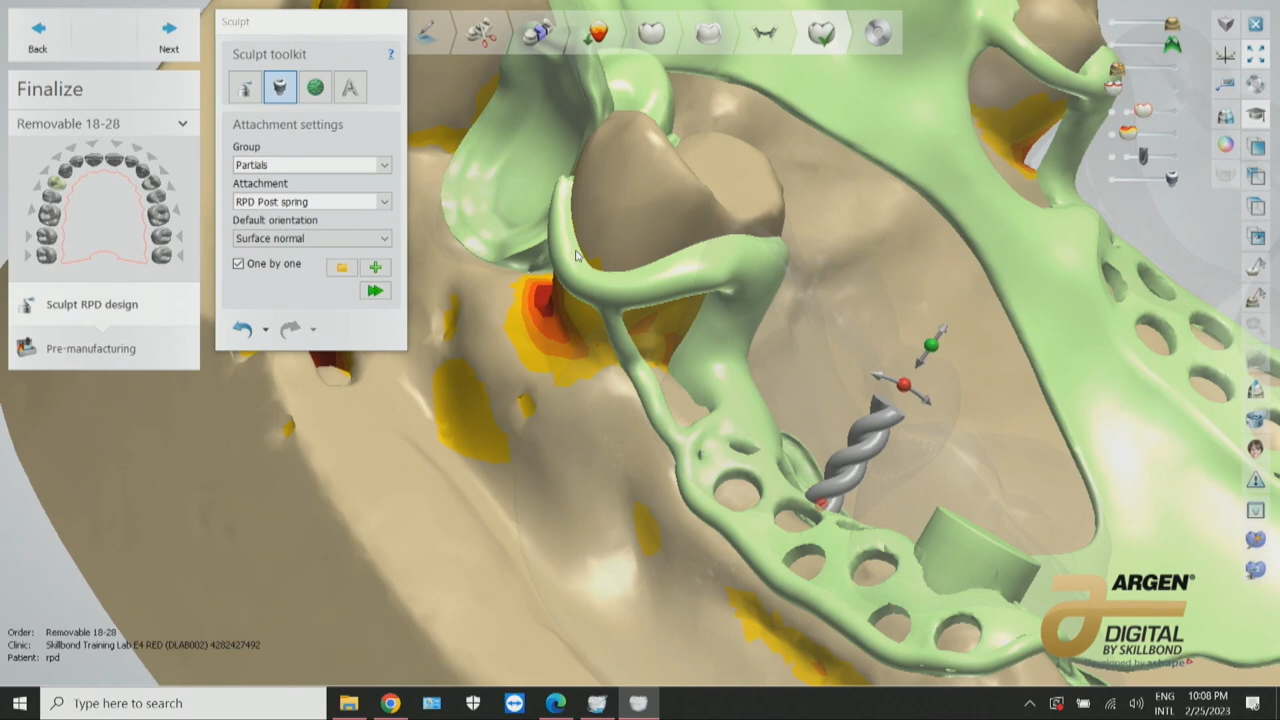 Back
Next
Finalize
Removable 18-28
Sculpt RPD design
Pre-manufacturing
Sculpt
Sculpt toolkit
?
Attachment settings
Group
Partials
Attachment
RPD Post spring
Default orientation
Surface normal
One by one
Order: Removable 18-28
Clinic: Skillbond Training Lab E4 RED (DLAB002) 4282427492
Patient: rpd
ARGEN®
DIGITAL
BY SKILLBOND
Developed by 3shape
Type here to search
ENG
INTL
10:08 PM
2/25/2023